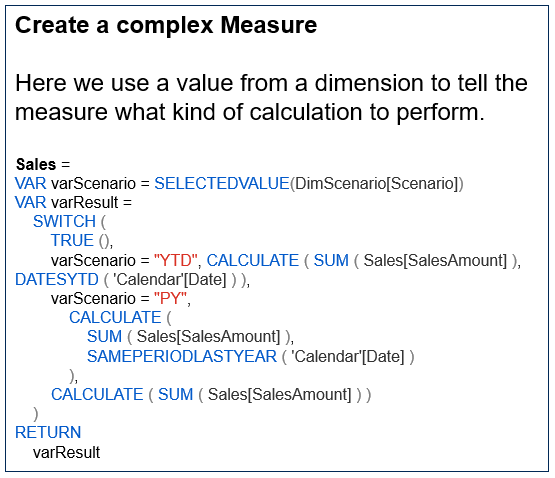 Create a complex Measure
Here we use a value from a dimension to tell the
measure what kind of calculation to perform.
Sales =
VAR varScenario = SELECTEDVALUE(DimScenario[Scenario])
VAR varResult =
SWITCH (
TRUE (),
varScenario = "YTD", CALCULATE ( SUM ( Sales[SalesAmount] ),
DATESYTD ( 'Calendar'[Date] ) ),
varScenario = "PY",
CALCULATE (
SUM ( Sales[SalesAmount] ),
SAMEPERIODLASTYEAR ( 'Calendar'[Date] )
),
CALCULATE ( SUM ( Sales[SalesAmount] ) )
)
RETURN
varResult